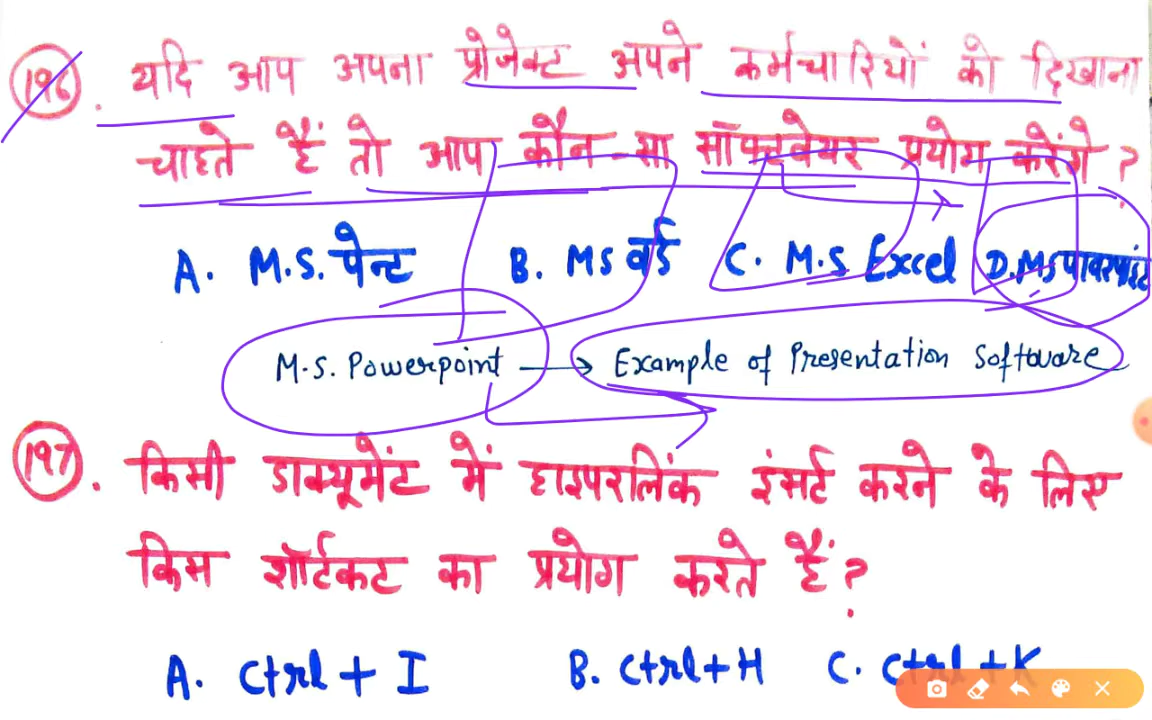 196. यदि आप अपना प्रोजेक्ट अपने कर्मचारियों को दिखाना
चाहते हैं तो आप कौन सा सॉफ्टवेयर प्रयोग करेंगे ?
A. M.S. पेन्ट B. MS वर्ड C. M.S Excel D. MS पावरपांइट
M.S. Powerpoint → Example of Presentation Software
197. किसी डाक्यूमेंट में हाइपरलिंक इंसर्ट करने के लिए
किस शॉर्टकट का प्रयोग करते हैं ?
A. Ctrl + I B. Ctrl+H C. Ctrl +K